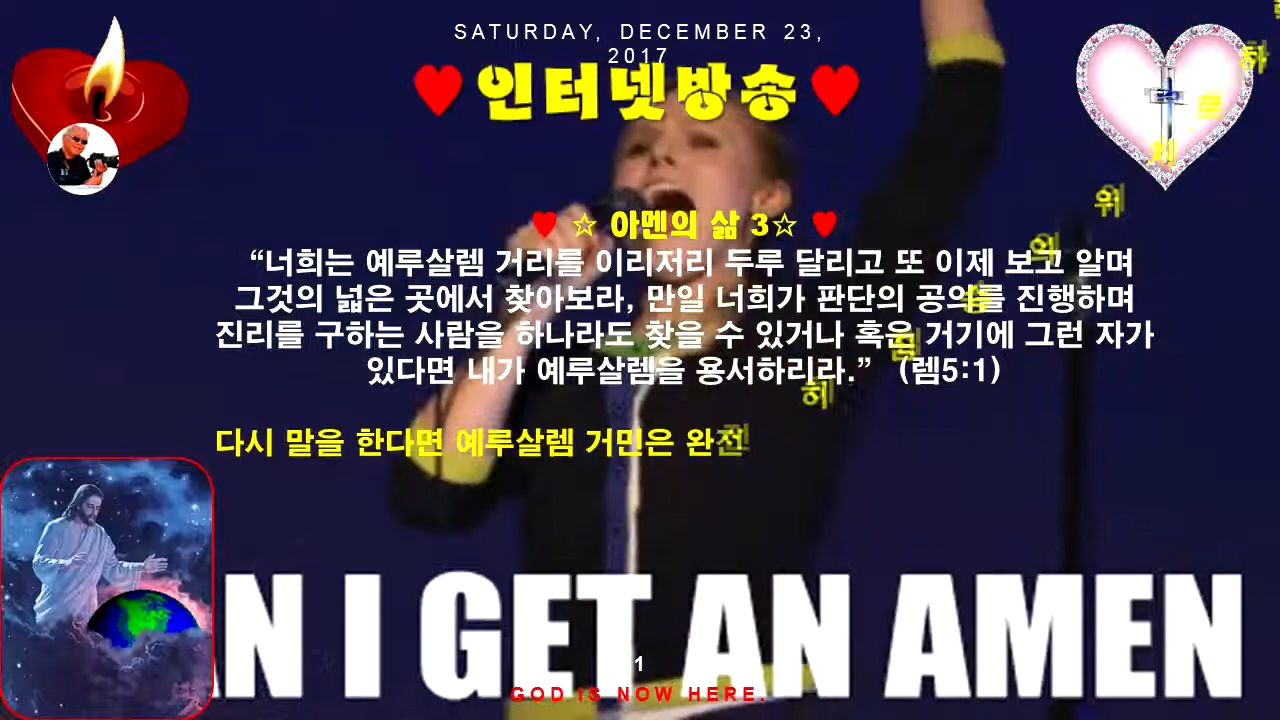 SATURDAY, DECEMBER 23,
2017
♥인터넷방송♥
♥ ☆ 아멘의 삶 3☆ ♥
“너희는 예루살렘 거리를 이리저리 두루 달리고 또 이제 보고 알며
그것의 넓은 곳에서 찾아보라, 만일 너희가 판단의 공의를 진행하며
진리를 구하는 사람을 하나라도 찾을 수 있거나 혹은 거기에 그런 자가
있다면 내가 예루살렘을 용서하리라.” (렘5:1)
다시 말을 한다면 예루살렘 거민은 완전
N I GET AN AMEN
1
GOD IS NOW HERE.